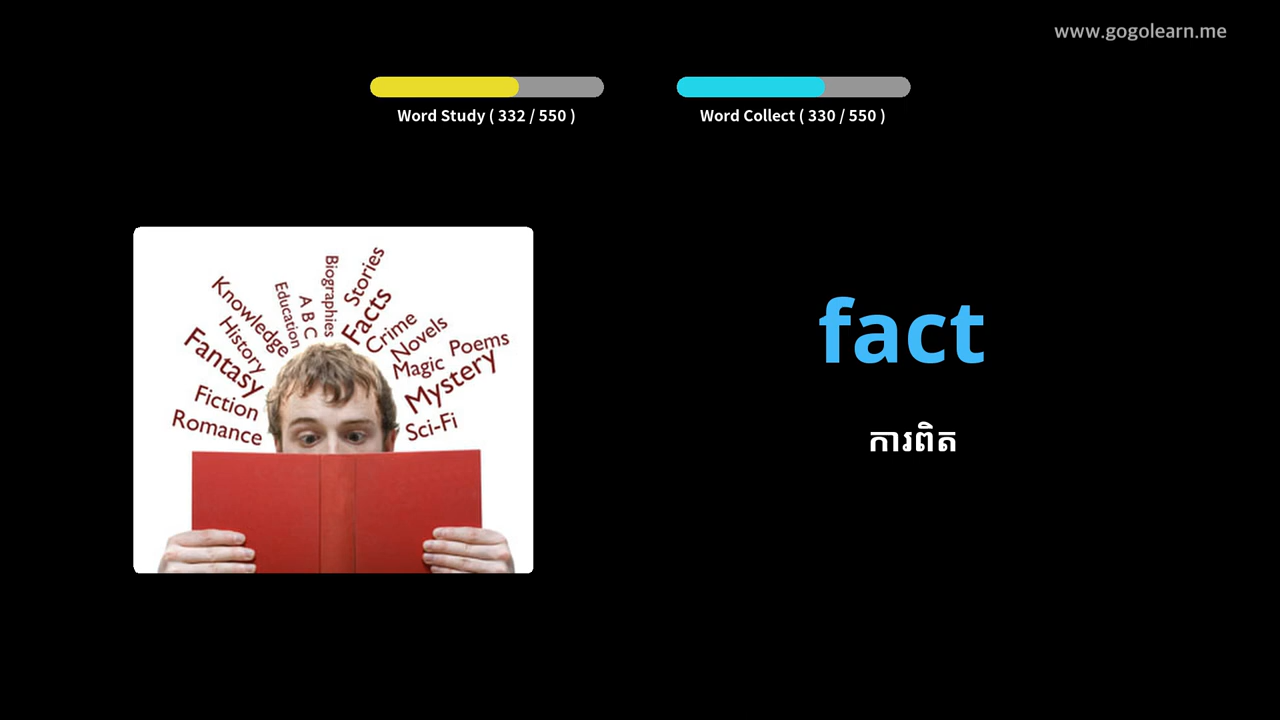 www.gogolearn.me
Word Study ( 332 / 550 )
Word Collect ( 330 / 550 )
Romance
Fiction
Fantasy
History
Knowledge
Education
A B C
Biographies
Stories
Facts
Crime
Novels
Magic
Poems
Mystery
Sci-Fi
fact
ការពិត